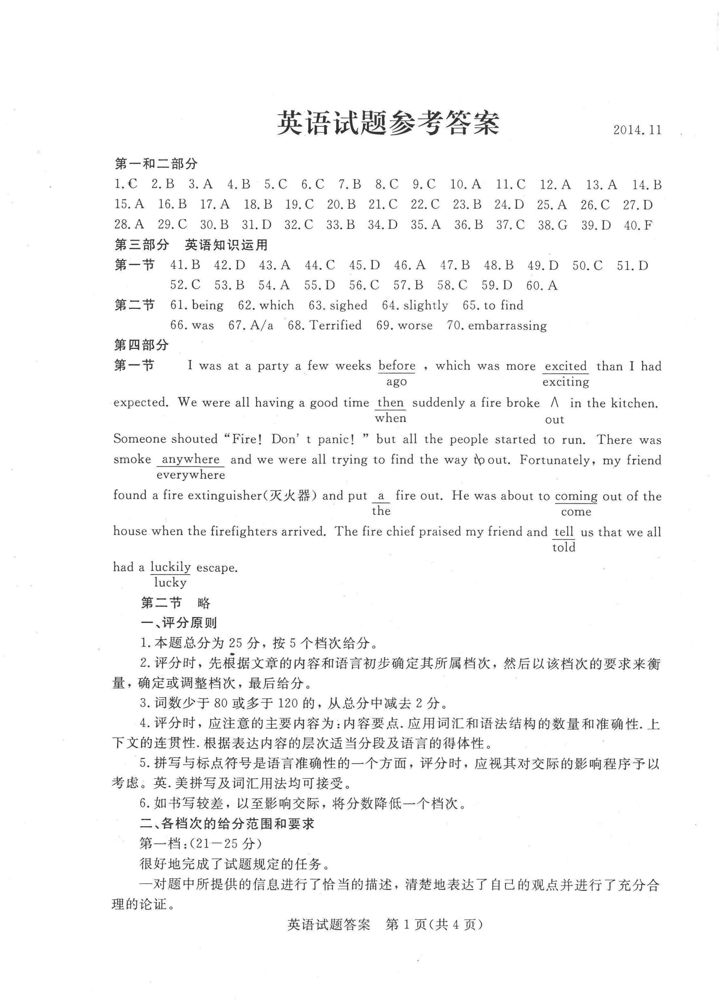 英语试题参考答案 2014.11
第一和二部分
1.C 2.B 3.A 4.B 5.C 6.C 7.B 8.C 9.C 10.A 11.C 12.A 13.A 14.B
15.A 16.B 17.A 18.B 19.C 20.B 21.C 22.C 23.B 24.D 25.A 26.C 27.D
28.A 29.C 30.B 31.D 32.C 33.B 34.D 35.A 36.B 37.C 38.G 39.D 40.F
第三部分 英语知识运用
第一节 41.B 42.D 43.A 44.C 45.D 46.A 47.B 48.B 49.D 50.C 51.D
52.C 53.B 54.A 55.D 56.C 57.B 58.C 59.D 60.A
第二节 61. being 62. which 63. sighed 64. slightly 65. to find
66. was 67. A/a 68. Terrified 69. worse 70. embarrassing
第四部分
第一节 I was at a party a few weeks before , which was more excited than I had
ago exciting
expected. We were all having a good time then suddenly a fire broke ∧ in the kitchen.
when out
Someone shouted “Fire! Don’ t panic! ” but all the people started to run. There was
smoke anywhere and we were all trying to find the way to out. Fortunately, my friend
everywhere
found a fire extinguisher(灭火器) and put a fire out. He was about to coming out of the
the come
house when the firefighters arrived. The fire chief praised my friend and tell us that we all
told
had a luckily escape.
lucky
第二节 略
一、评分原则
1. 本题总分为 25 分，按 5 个档次给分。
2. 评分时，先根据文章的内容和语言初步确定其所属档次，然后以该档次的要求来衡
量，确定或调整档次，最后给分。
3. 词数少于 80 或多于 120 的，从总分中减去 2 分。
4. 评分时，应注意的主要内容为：内容要点. 应用词汇和语法结构的数量和准确性. 上
下文的连贯性. 根据表达内容的层次适当分段及语言的得体性。
5. 拼写与标点符号是语言准确性的一个方面，评分时，应视其对交际的影响程序予以
考虑。英. 美拼写及词汇用法均可接受。
6. 如书写较差，以至影响交际，将分数降低一个档次。
二、各档次的给分范围和要求
第一档：(21—25 分)
很好地完成了试题规定的任务。
—对题中所提供的信息进行了恰当的描述，清楚地表达了自己的观点并进行了充分合
理的论证。
英语试题答案 第 1 页(共 4 页)